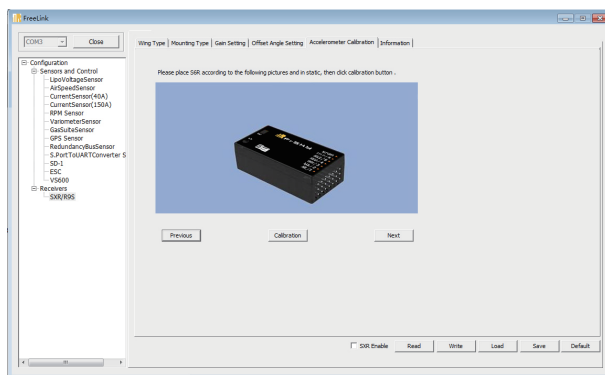 FreeLink
COM3
Close
Configuration
Sensors and Control
LipoVoltageSensor
AirSpeedSensor
CurrentSensor(40A)
CurrentSensor(150A)
RPM Sensor
VariometerSensor
GasSuiteSensor
GPS Sensor
RedundancyBusSensor
S.PortToUARTConverter S
SD-1
ESC
VS600
Receivers
SXR/R9S
Wing Type Mounting Type Gain Setting Offset Angle Setting Accelerometer Calibration Information
Please place S6R according to the following pictures and in static, then click calibration button .
Previous Calibration Next
SXR Enable Read Write Load Save Default